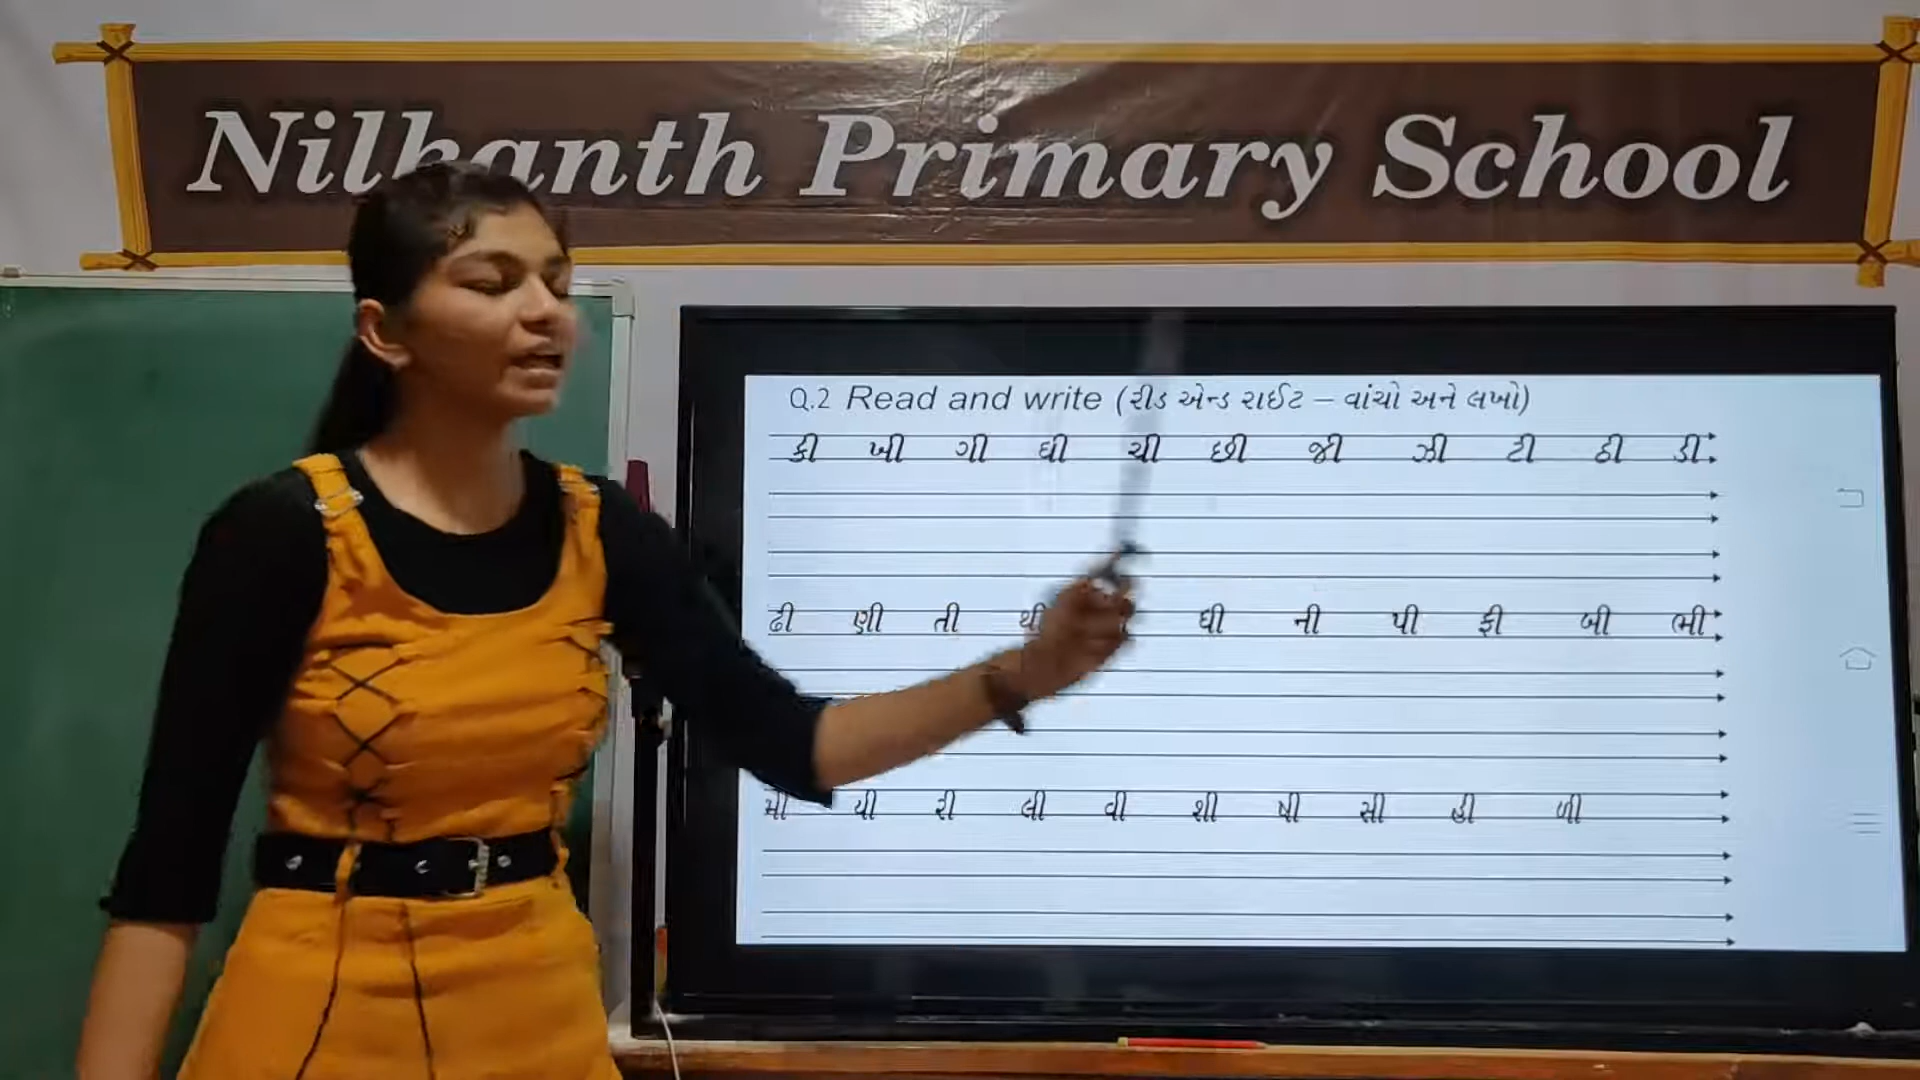 Nilkanth Primary School
Q.2 Read and write (રીડ એન્ડ રાઈટ – વાંચો અને લખો)
કી ખી ગી ઘી ચી છી જી ઝી ટી ઠી ડી
ઢી ણી તી થી ધી ની પી ફી બી ભી
મી યી રી લી વી શી ષી સી હી ળી